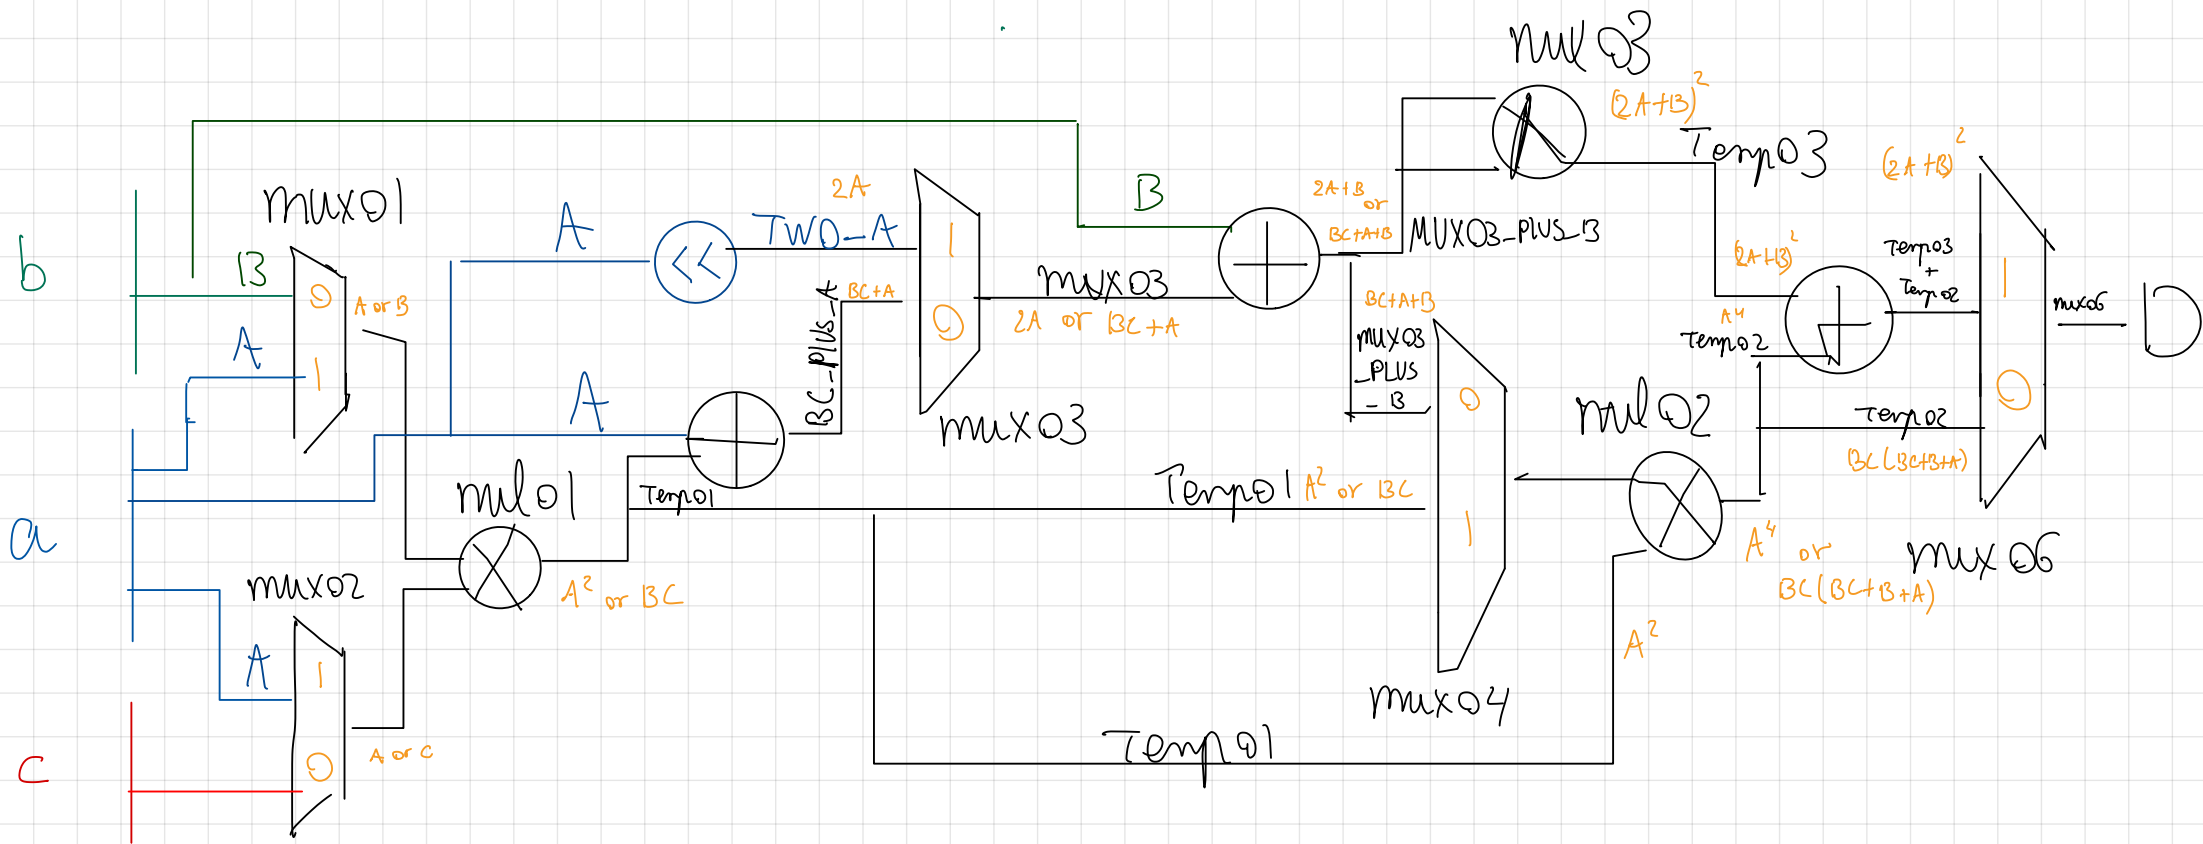 mul03
(2A+B)²
Temp03
(2A+B)²
mux01
b
B
0
A or B
A
1
A
<<
2A
TWO_A
BC+A
BC_PLUS_A
1
0
mux03
mux03
2A or BC+A
B
2A+B
or
BC+A+B
MUX03_PLUS_B
BC+A+B
mux03
_PLUS
_B
(2A+B)²
A⁴
Temp02
Temp03
+
Temp02
1
0
mux06
D
A
mul01
Temp01
A² or BC
Temp01
A² or BC
0
1
mux04
mul02
Temp02
BC(BC+B+A)
A⁴ or
BC(BC+B+A)
mux06
A²
a
mux02
A
1
0
A or C
c
Temp01